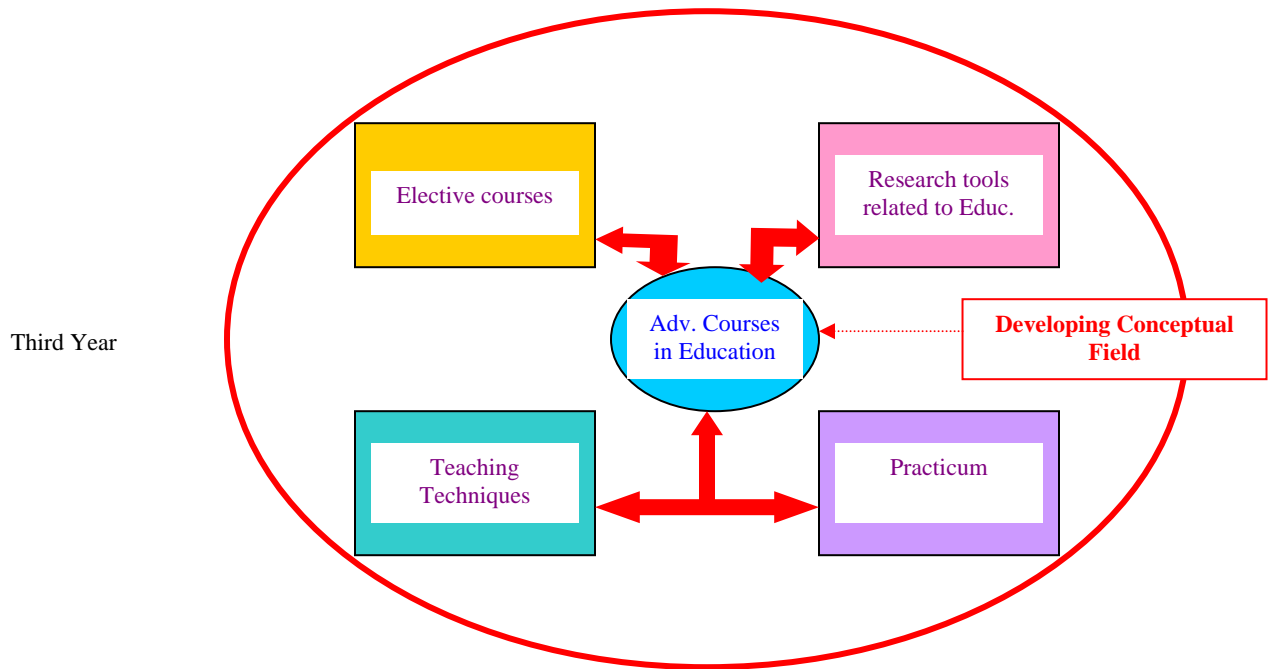 Elective courses
Research tools
related to Educ.
Third Year
Adv. Courses
in Education
Developing Conceptual
Field
Teaching
Techniques
Practicum